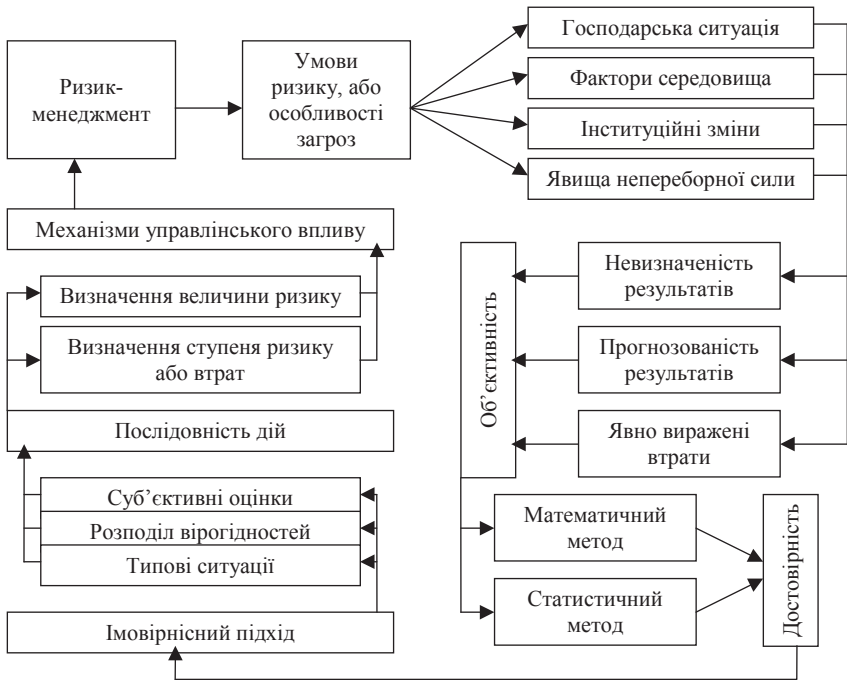 Ризик-
менеджмент
Умови
ризику, або
особливості
загроз
Господарська ситуація
Фактори середовища
Інституційні зміни
Явища непереборної сили
Механізми управлінського впливу
Визначення величини ризику
Визначення ступеня ризику
або втрат
Послідовність дій
Суб’єктивні оцінки
Розподіл вірогідностей
Типові ситуації
Імовірнісний підхід
Об’єктивність
Невизначеність
результатів
Прогнозованість
результатів
Явно виражені
втрати
Математичний
метод
Статистичний
метод
Достовірність